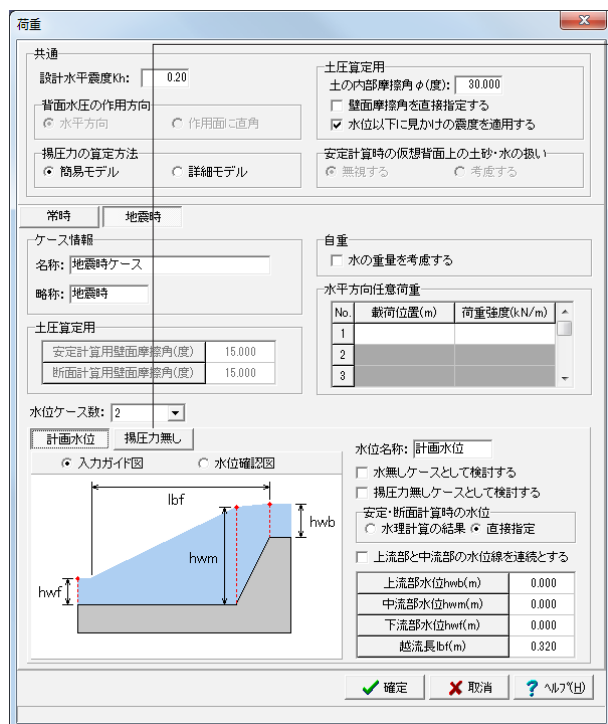 荷重
共通
設計水平震度Kh: 0.20
背面水圧の作用方向
水平方向 作用面に直角
揚圧力の算定方法
簡易モデル 詳細モデル
土圧算定用
土の内部摩擦角φ(度): 30.000
壁面摩擦角を直接指定する
水位以下に見かけの震度を適用する
安定計算時の仮想背面上の土砂・水の扱い
無視する 考慮する
常時 地震時
ケース情報
名称: 地震時ケース
略称: 地震時
土圧算定用
安定計算用壁面摩擦角(度) 15.000
断面計算用壁面摩擦角(度) 15.000
自重
水の重量を考慮する
水平方向任意荷重
No. 載荷位置(m) 荷重強度(kN/m)
1
2
3
水位ケース数: 2
計画水位 揚圧力無し
入力ガイド図 水位確認図
lbf
hwb
hwm
hwf
水位名称: 計画水位
水無しケースとして検討する
揚圧力無しケースとして検討する
安定・断面計算時の水位
水理計算の結果 直接指定
上流部と中流部の水位線を連続とする
上流部水位hwb(m) 0.000
中流部水位hwm(m) 0.000
下流部水位hwf(m) 0.000
越流長lbf(m) 0.320
確定 取消 ? ヘルプ(H)